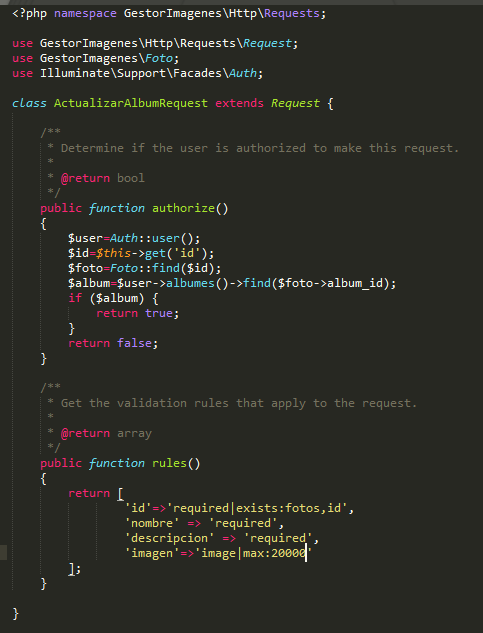 <?php namespace GestorImagenes\Http\Requests;
use GestorImagenes\Http\Requests\Request;
use GestorImagenes\Foto;
use Illuminate\Support\Facades\Auth;
class ActualizarAlbumRequest extends Request {
/**
* Determine if the user is authorized to make this request.
*
* @return bool
*/
public function authorize()
{
$user=Auth::user();
$id=$this->get('id');
$foto=Foto::find($id);
$album=$user->albumes()->find($foto->album_id);
if ($album) {
return true;
}
return false;
}
/**
* Get the validation rules that apply to the request.
*
* @return array
*/
public function rules()
{
return [
'id'=>'required|exists:fotos,id',
'nombre' => 'required',
'descripcion' => 'required',
'imagen'=>'image|max:20000'
];
}
}